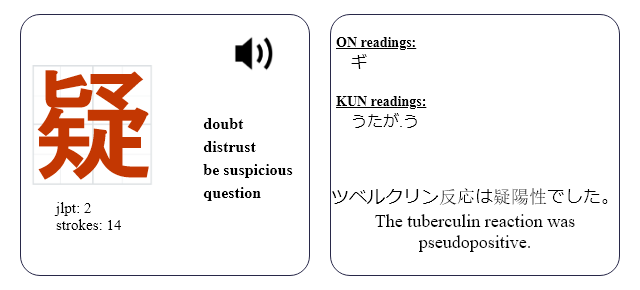 疑
doubt
distrust
be suspicious
question
jlpt: 2
strokes: 14
ON readings:
ギ
KUN readings:
うたが.う
ツベルクリン反応は疑陽性でした。
The tuberculin reaction was
pseudopositive.